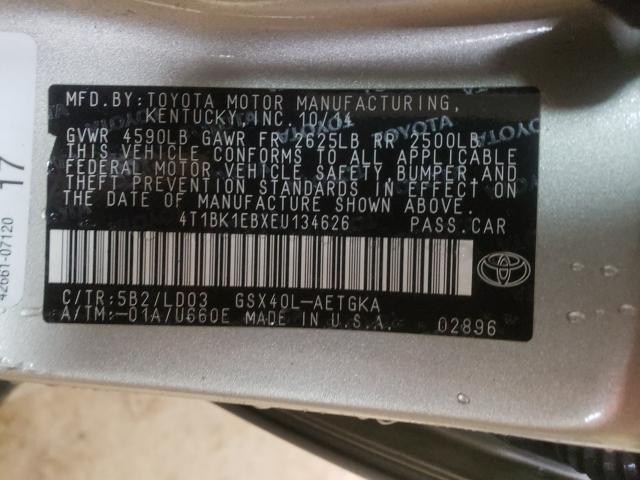 MFD.BY:TOYOTA MOTOR MANUFACTURING,
KENTUCKY, INC. 10/14
GVWR 4590LB GAWR FR 2625LB RR 2500LB
THIS VEHICLE CONFORMS TO ALL APPLICABLE
FEDERAL MOTOR VEHICLE SAFETY, BUMPER, AND
THEFT PREVENTION STANDARDS IN EFFECT ON
THE DATE OF MANUFACTURE SHOWN ABOVE.
4T1BK1EBXEU134626 PASS.CAR
C/TR:5B2/LD03 GSX40L-AETGKA
A/TM:-01A/U660E MADE IN U.S.A.
02896
17
42661-07120